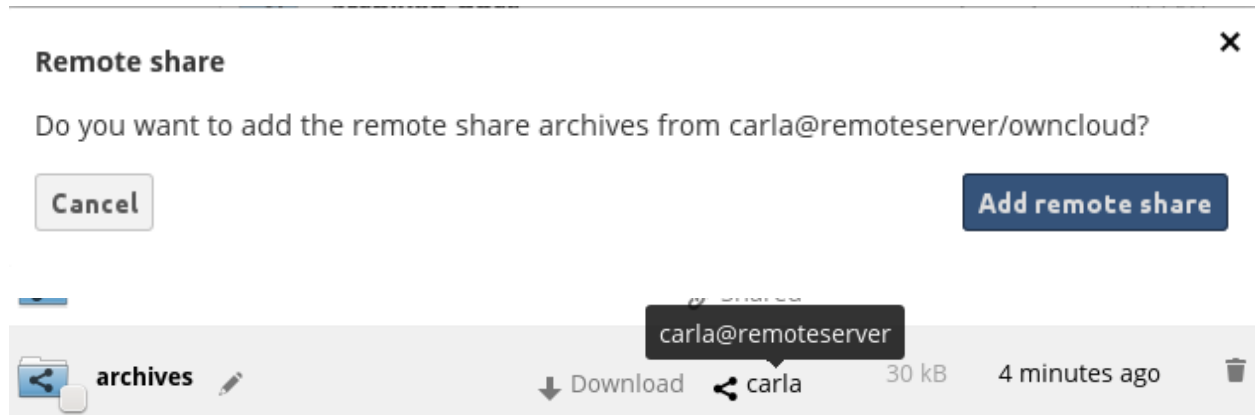 Remote share
Do you want to add the remote share archives from carla@remoteserver/owncloud?
Cancel
Add remote share
Shared
carla@remoteserver
archives
Download
carla
30 kB
4 minutes ago